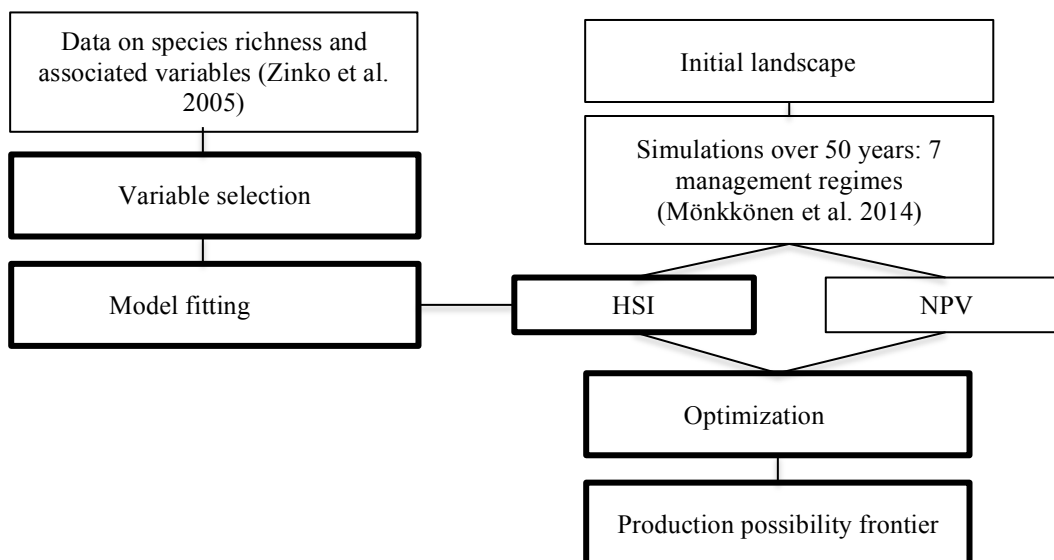 Data on species richness and
associated variables (Zinko et al.
2005)
Variable selection
Model fitting
Initial landscape
Simulations over 50 years: 7
management regimes
(Mönkkönen et al. 2014)
HSI
NPV
Optimization
Production possibility frontier